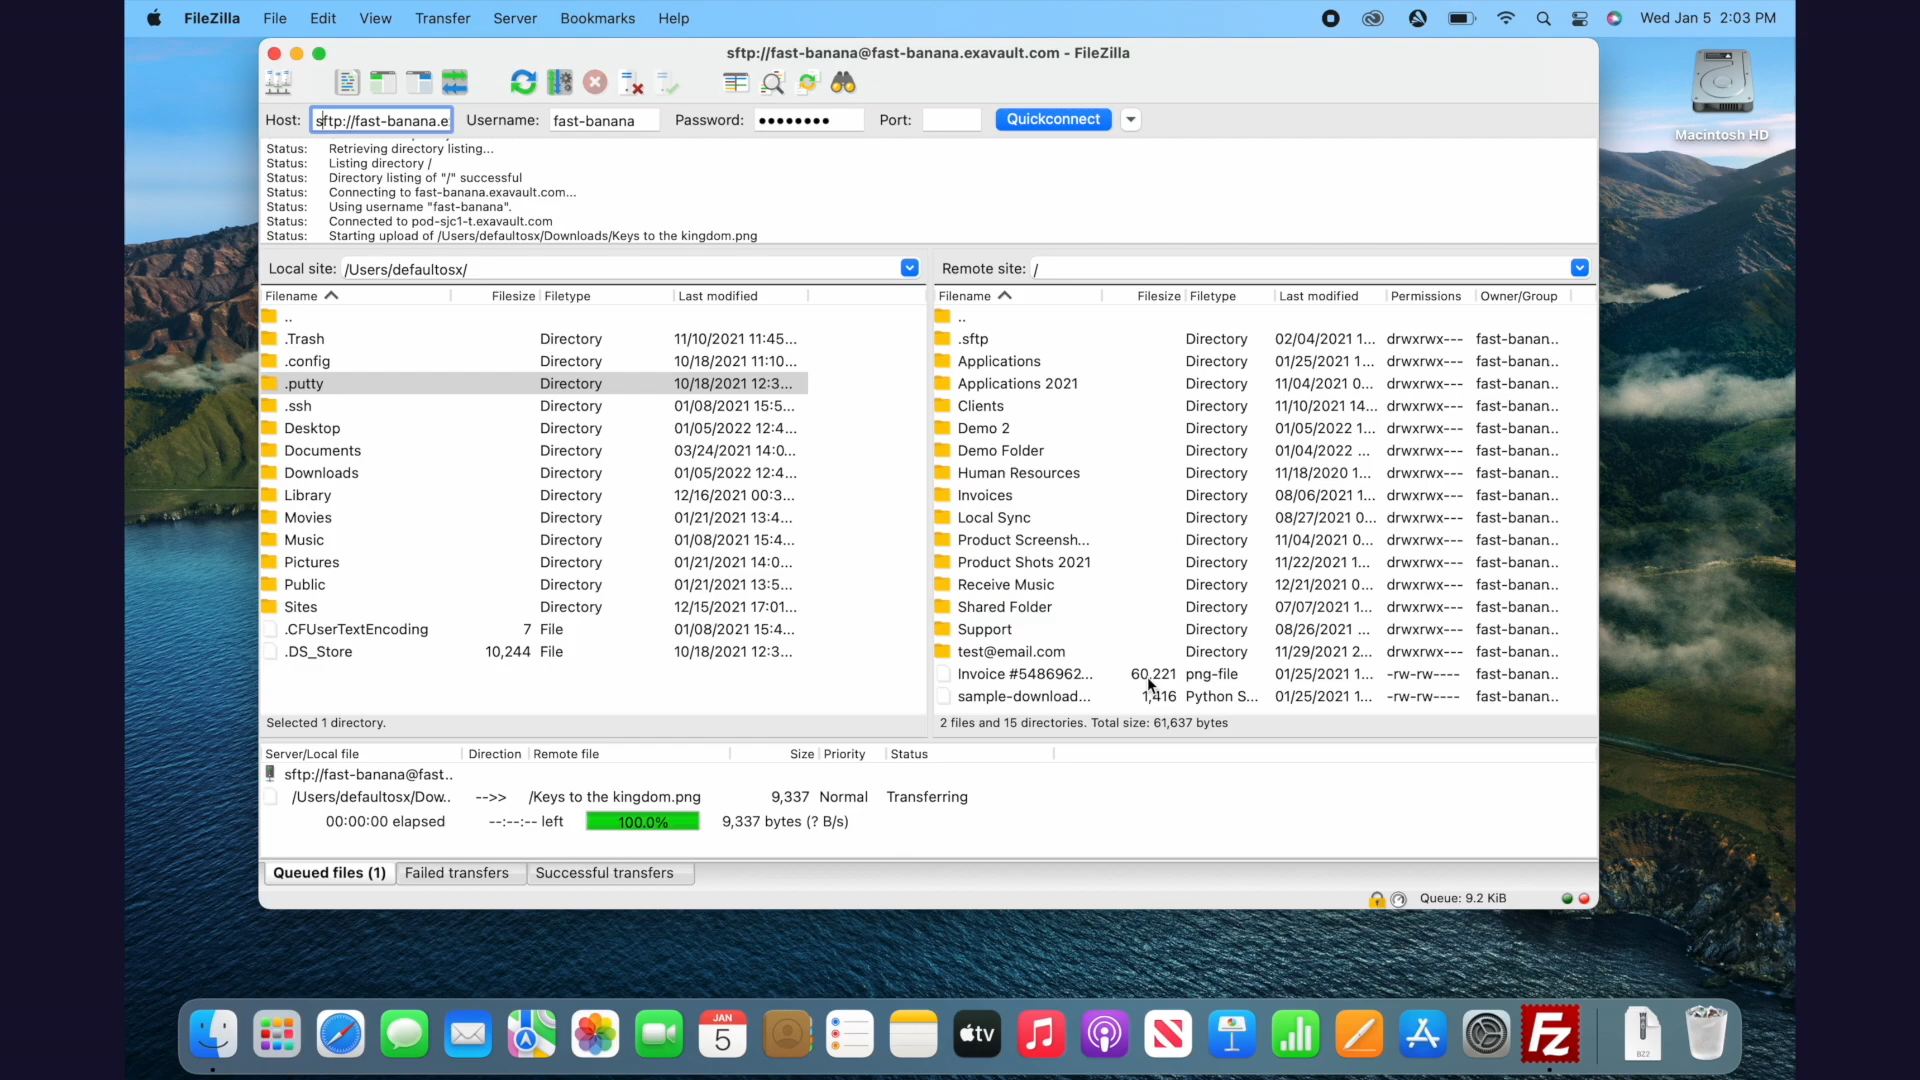 FileZilla File Edit View Transfer Server Bookmarks Help Wed Jan 5 2:03 PM
sftp://fast-banana@fast-banana.exavault.com - FileZilla
Host: sftp://fast-banana.e Username: fast-banana Password: •••••••• Port: Quickconnect
Macintosh HD
Status: Retrieving directory listing...
Status: Listing directory /
Status: Directory listing of "/" successful
Status: Connecting to fast-banana.exavault.com...
Status: Using username "fast-banana".
Status: Connected to pod-sjc1-t.exavault.com
Status: Starting upload of /Users/defaultosx/Downloads/Keys to the kingdom.png
Local site: /Users/defaultosx/
Filename Filesize Filetype Last modified
..
.Trash Directory 11/10/2021 11:45...
.config Directory 10/18/2021 11:10...
.putty Directory 10/18/2021 12:3...
.ssh Directory 01/08/2021 15:5...
Desktop Directory 01/05/2022 12:4...
Documents Directory 03/24/2021 14:0...
Downloads Directory 01/05/2022 12:4...
Library Directory 12/16/2021 00:3...
Movies Directory 01/21/2021 13:4...
Music Directory 01/08/2021 15:4...
Pictures Directory 01/21/2021 14:0...
Public Directory 01/21/2021 13:5...
Sites Directory 12/15/2021 17:01...
.CFUserTextEncoding 7 File 01/08/2021 15:4...
.DS_Store 10,244 File 10/18/2021 12:3...
Selected 1 directory.
Remote site: /
Filename Filesize Filetype Last modified Permissions Owner/Group
..
.sftp Directory 02/04/2021 1... drwxrwx--- fast-banan..
Applications Directory 01/25/2021 1... drwxrwx--- fast-banan..
Applications 2021 Directory 11/04/2021 0... drwxrwx--- fast-banan..
Clients Directory 11/10/2021 14... drwxrwx--- fast-banan..
Demo 2 Directory 01/05/2022 1... drwxrwx--- fast-banan..
Demo Folder Directory 01/04/2022 ... drwxrwx--- fast-banan..
Human Resources Directory 11/18/2020 1... drwxrwx--- fast-banan..
Invoices Directory 08/06/2021 1... drwxrwx--- fast-banan..
Local Sync Directory 08/27/2021 0... drwxrwx--- fast-banan..
Product Screensh... Directory 11/04/2021 0... drwxrwx--- fast-banan..
Product Shots 2021 Directory 11/22/2021 1... drwxrwx--- fast-banan..
Receive Music Directory 12/21/2021 0... drwxrwx--- fast-banan..
Shared Folder Directory 07/07/2021 1... drwxrwx--- fast-banan..
Support Directory 08/26/2021 ... drwxrwx--- fast-banan..
test@email.com Directory 11/29/2021 2... drwxrwx--- fast-banan..
Invoice #5486962... 60,221 png-file 01/25/2021 1... -rw-rw---- fast-banan..
sample-download... 1,416 Python S... 01/25/2021 1... -rw-rw---- fast-banan..
2 files and 15 directories. Total size: 61,637 bytes
Server/Local file Direction Remote file Size Priority Status
sftp://fast-banana@fast..
/Users/defaultosx/Dow.. -->> /Keys to the kingdom.png 9,337 Normal Transferring
00:00:00 elapsed --:--:-- left 100.0% 9,337 bytes (? B/s)
Queued files (1) Failed transfers Successful transfers
Queue: 9.2 KiB
JAN
5
tv
Fz
BZ2